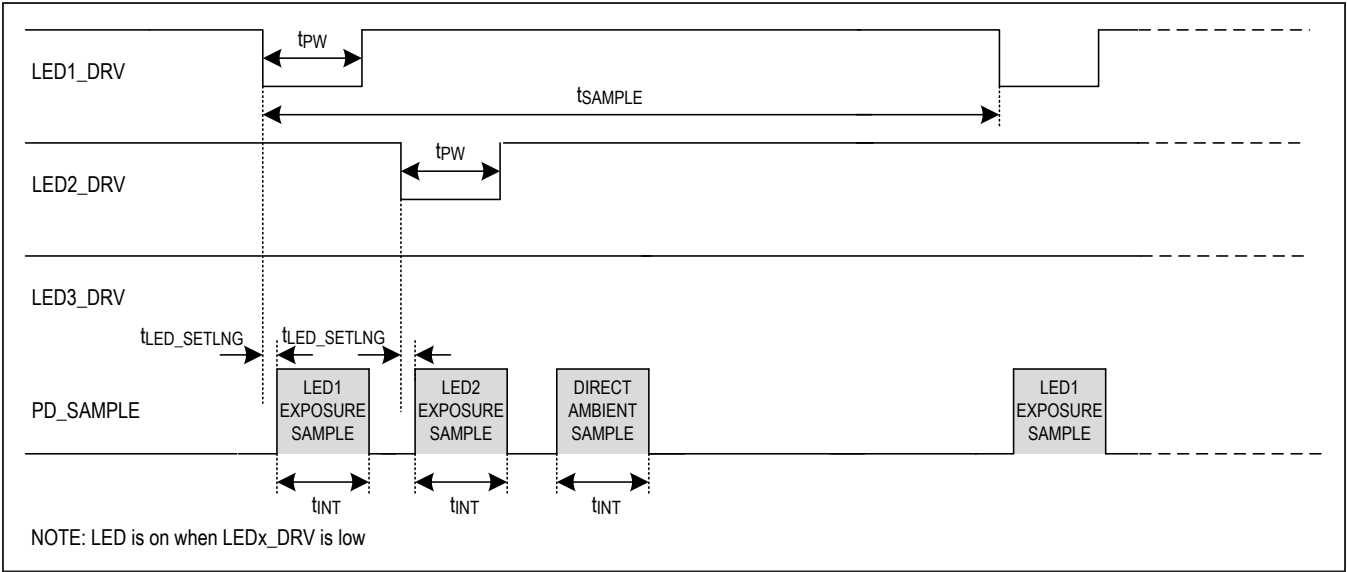 tPW
LED1_DRV
tSAMPLE
tPW
LED2_DRV
LED3_DRV
tLED_SETLNG tLED_SETLNG
PD_SAMPLE
LED1
EXPOSURE
SAMPLE
LED2
EXPOSURE
SAMPLE
DIRECT
AMBIENT
SAMPLE
LED1
EXPOSURE
SAMPLE
tINT tINT tINT
NOTE: LED is on when LEDx_DRV is low